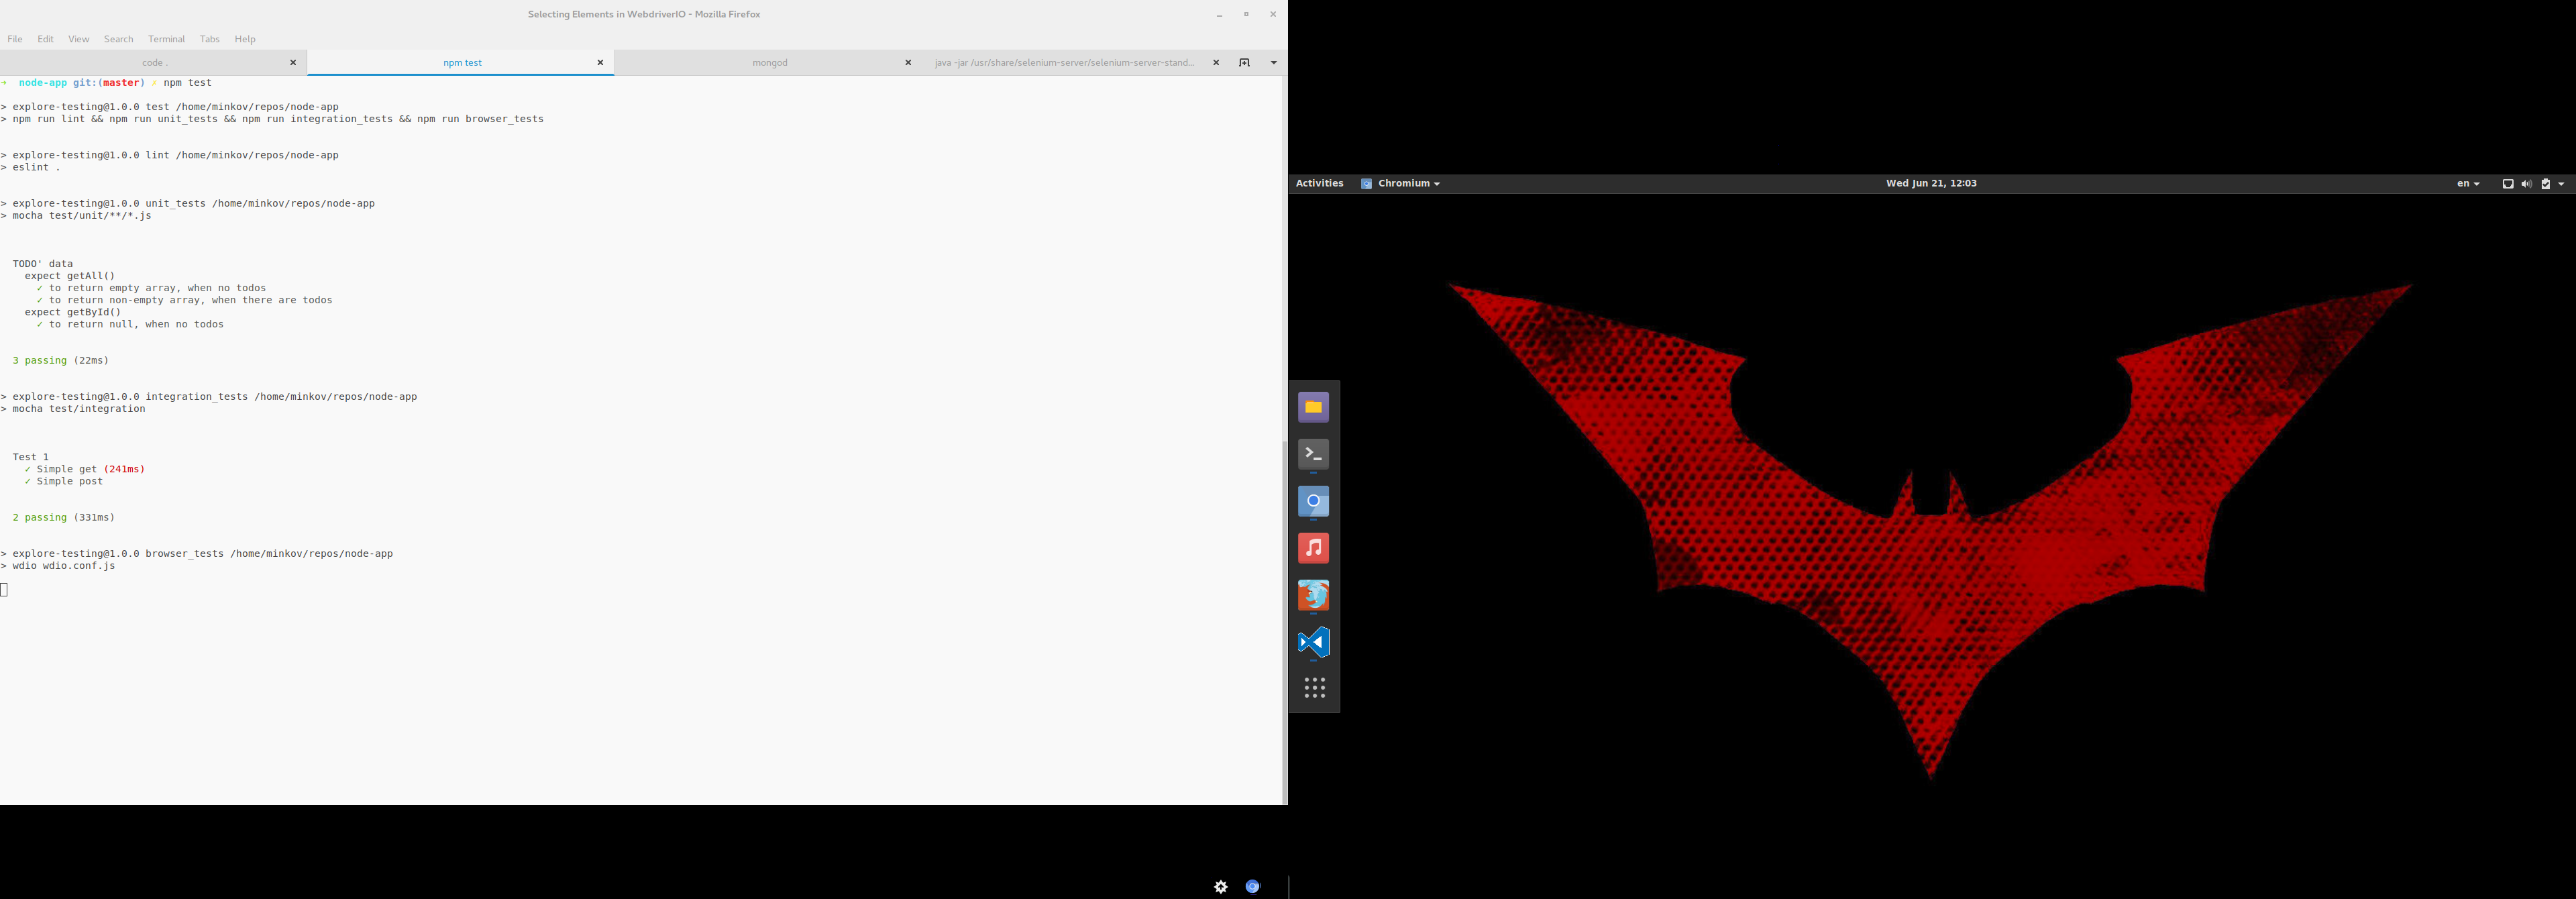 Selecting Elements in WebdriverIO - Mozilla Firefox
File Edit View Search Terminal Tabs Help
code . npm test mongod java -jar /usr/share/selenium-server/selenium-server-stand...
→ node-app git:(master) ✗ npm test
> explore-testing@1.0.0 test /home/minkov/repos/node-app
> npm run lint && npm run unit_tests && npm run integration_tests && npm run browser_tests
> explore-testing@1.0.0 lint /home/minkov/repos/node-app
> eslint .
> explore-testing@1.0.0 unit_tests /home/minkov/repos/node-app
> mocha test/unit/**/*.js
TODO' data
expect getAll()
✓ to return empty array, when no todos
✓ to return non-empty array, when there are todos
expect getById()
✓ to return null, when no todos
3 passing (22ms)
> explore-testing@1.0.0 integration_tests /home/minkov/repos/node-app
> mocha test/integration
Test 1
✓ Simple get (241ms)
✓ Simple post
2 passing (331ms)
> explore-testing@1.0.0 browser_tests /home/minkov/repos/node-app
> wdio wdio.conf.js
Activities Chromium Wed Jun 21, 12:03 en